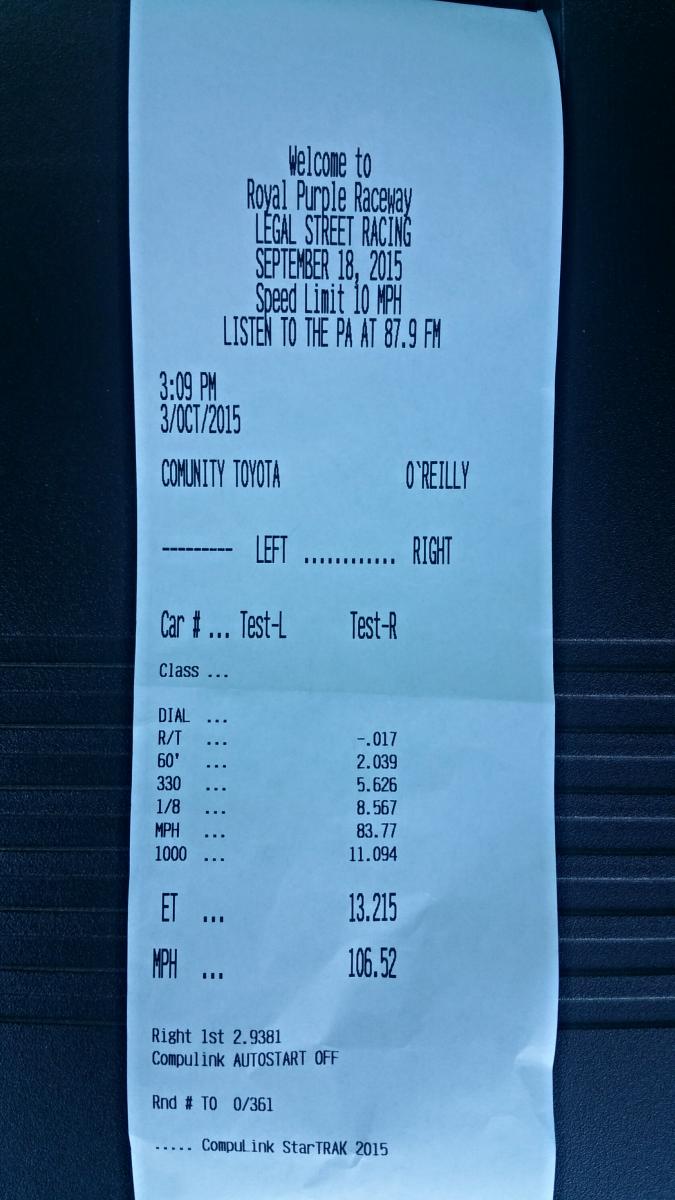 Welcome to
Royal Purple Raceway
LEGAL STREET RACING
SEPTEMBER 18, 2015
Speed Limit 10 MPH
LISTEN TO THE PA AT 87.9 FM
3:09 PM
3/OCT/2015
COMUNITY TOYOTA O`REILLY
--------- LEFT ............ RIGHT
Car # ... Test-L Test-R
Class ...
DIAL ...
R/T ... -.017
60' ... 2.039
330 ... 5.626
1/8 ... 8.567
MPH ... 83.77
1000 ... 11.094
ET ... 13.215
MPH ... 106.52
Right 1st 2.9381
Compulink AUTOSTART OFF
Rnd # TO 0/361
..... CompuLink StarTRAK 2015